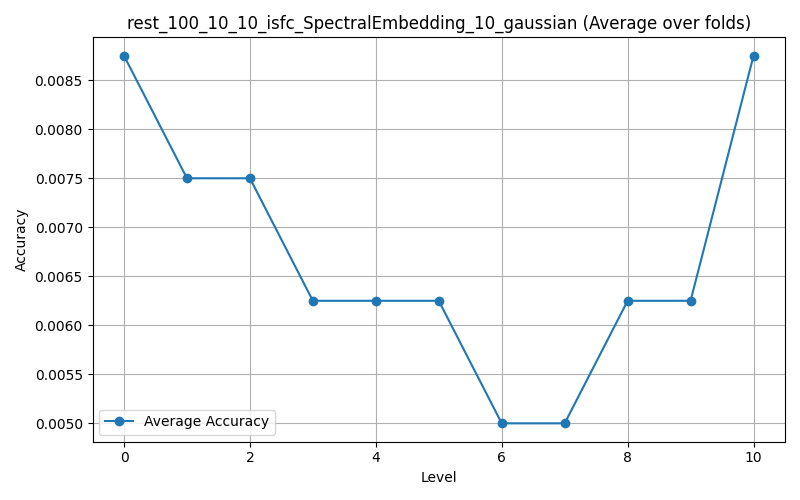 rest_100_10_10_isfc_SpectralEmbedding_10_gaussian (Average over folds)
0.0085
0.0080
0.0075
0.0070
0.0065
0.0060
0.0055
0.0050
Accuracy
Average Accuracy
0 2 4 6 8 10
Level